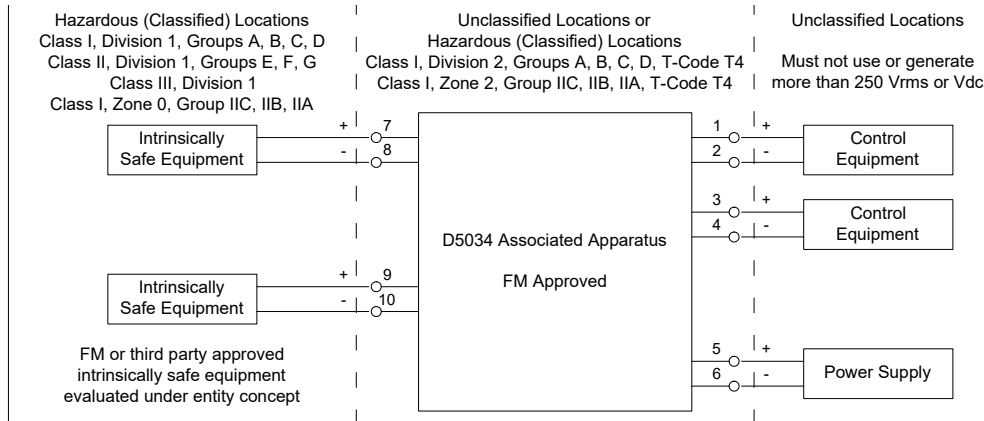 Hazardous (Classified) Locations
Class I, Division 1, Groups A, B, C, D
Class II, Division 1, Groups E, F, G
Class III, Division 1
Class I, Zone 0, Group IIC, IIB, IIA
Unclassified Locations or
Hazardous (Classified) Locations
Class I, Division 2, Groups A, B, C, D, T-Code T4
Class I, Zone 2, Group IIC, IIB, IIA, T-Code T4
Unclassified Locations
Must not use or generate
more than 250 Vrms or Vdc
Intrinsically
Safe Equipment
+ 7
- 8
Intrinsically
Safe Equipment
+ 9
- 10
FM or third party approved
intrinsically safe equipment
evaluated under entity concept
D5034 Associated Apparatus
FM Approved
1 +
2 -
Control
Equipment
3 +
4 -
Control
Equipment
5 +
6 -
Power Supply